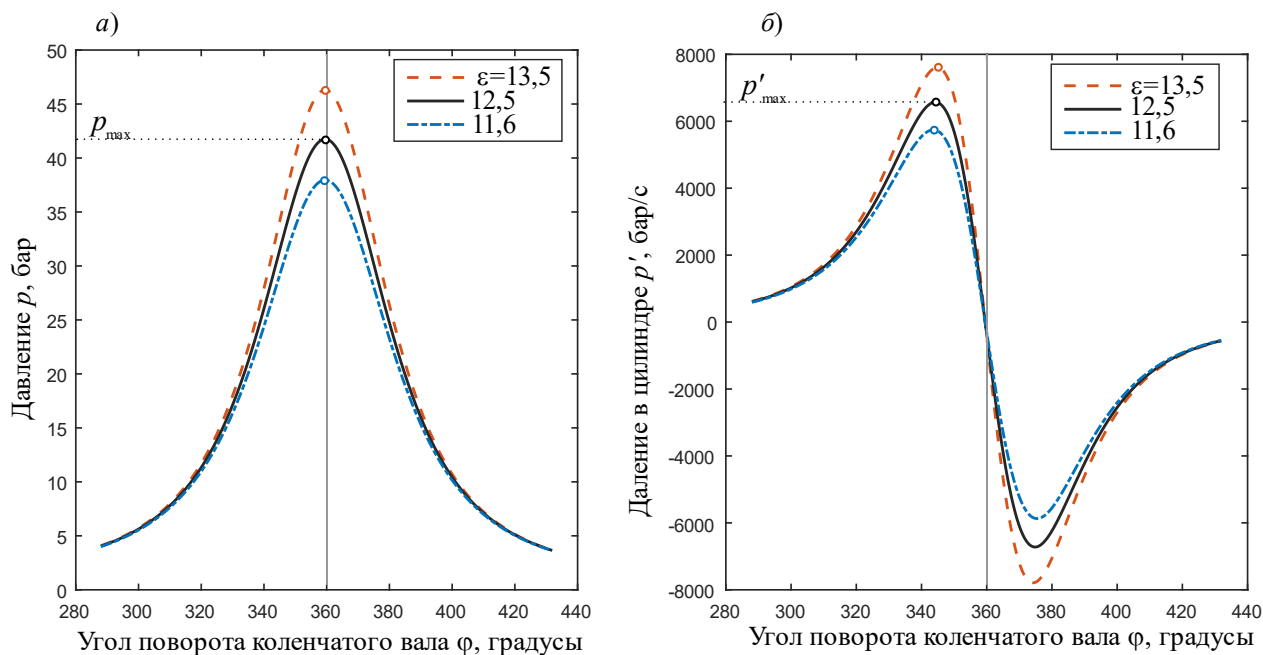 а)
50
45
40
35
30
25
20
15
10
5
0
280 300 320 340 360 380 400 420 440
Давление p, бар
Угол поворота коленчатого вала φ, градусы
p max
ε=13,5
12,5
11,6
б)
8000
6000
4000
2000
0
-2000
-4000
-6000
-8000
280 300 320 340 360 380 400 420 440
Даление в цилиндре p′, бар/с
Угол поворота коленчатого вала φ, градусы
p′ max
ε=13,5
12,5
11,6